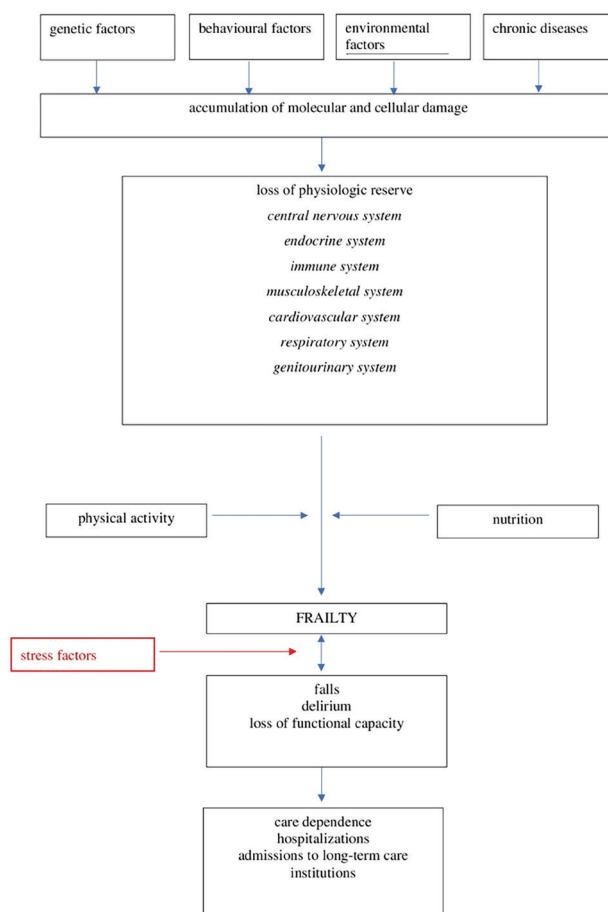 genetic factors
behavioural factors
environmental
factors
chronic diseases
accumulation of molecular and cellular damage
loss of physiologic reserve
central nervous system
endocrine system
immune system
musculoskeletal system
cardiovascular system
respiratory system
genitourinary system
physical activity
nutrition
FRAILTY
stress factors
falls
delirium
loss of functional capacity
care dependence
hospitalizations
admissions to long-term care
institutions